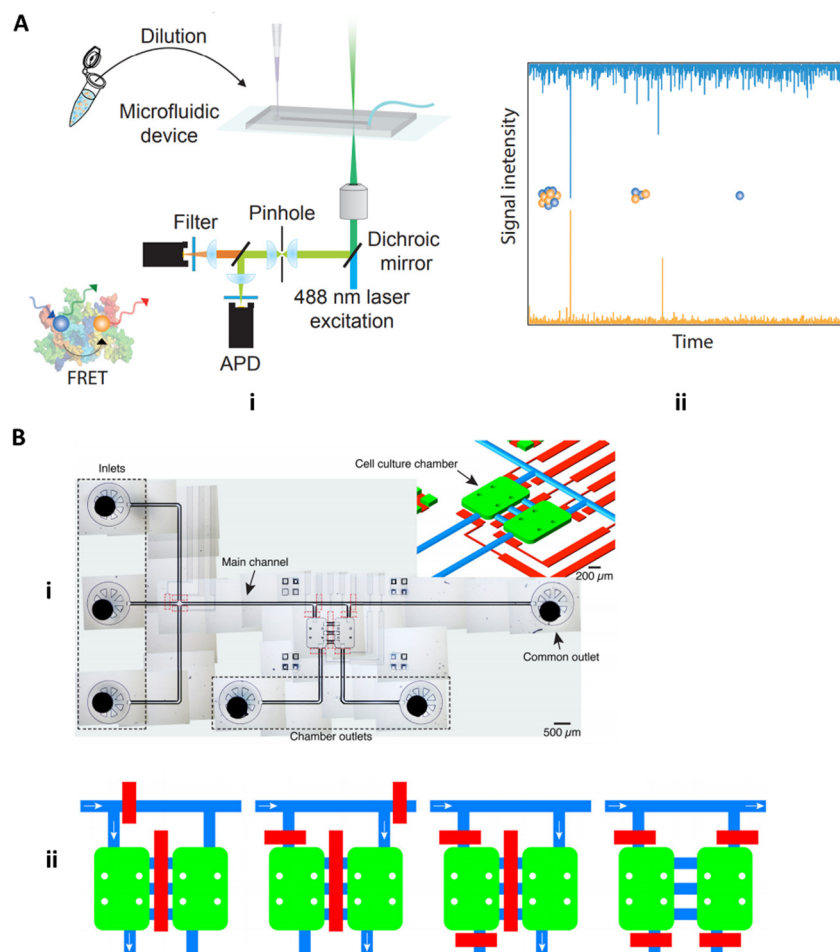 A
Dilution
Microfluidic
device
Filter
Pinhole
Dichroic
mirror
488 nm laser
excitation
APD
FRET
i
Signal inetensity
Time
ii
B
Inlets
Cell culture chamber
200 µm
i
Main channel
Common outlet
Chamber outlets
500 µm
ii